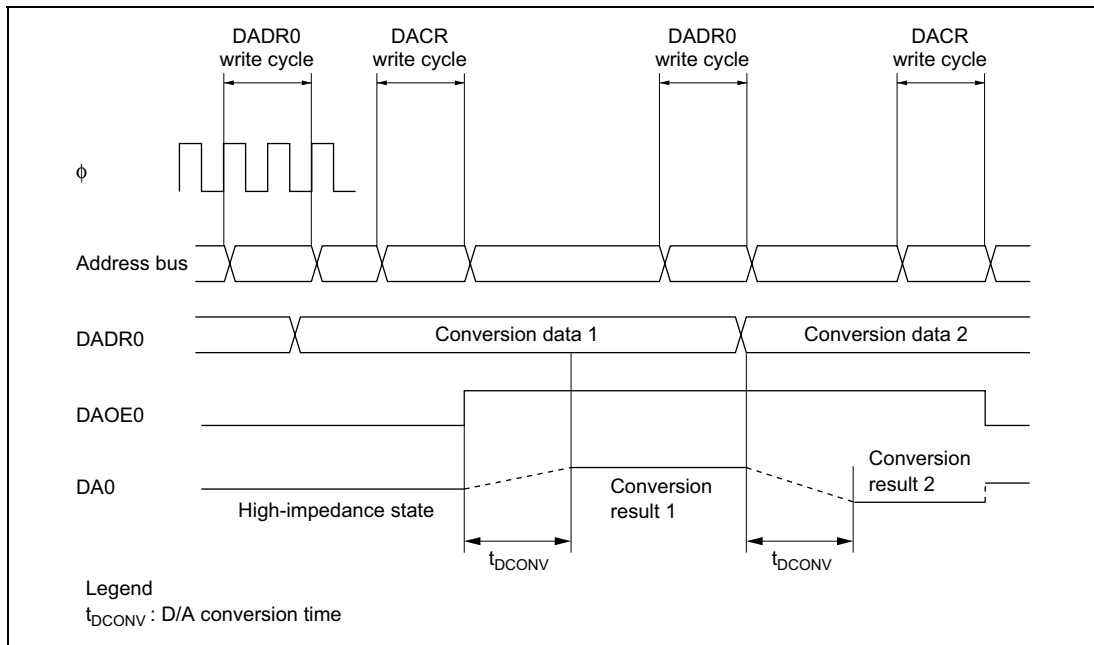 DADR0
write cycle
DACR
write cycle
DADR0
write cycle
DACR
write cycle
ϕ
Address bus
DADR0
Conversion data 1
Conversion data 2
DAOE0
DA0
High-impedance state
Conversion
result 1
Conversion
result 2
tDCONV
tDCONV
Legend
tDCONV : D/A conversion time